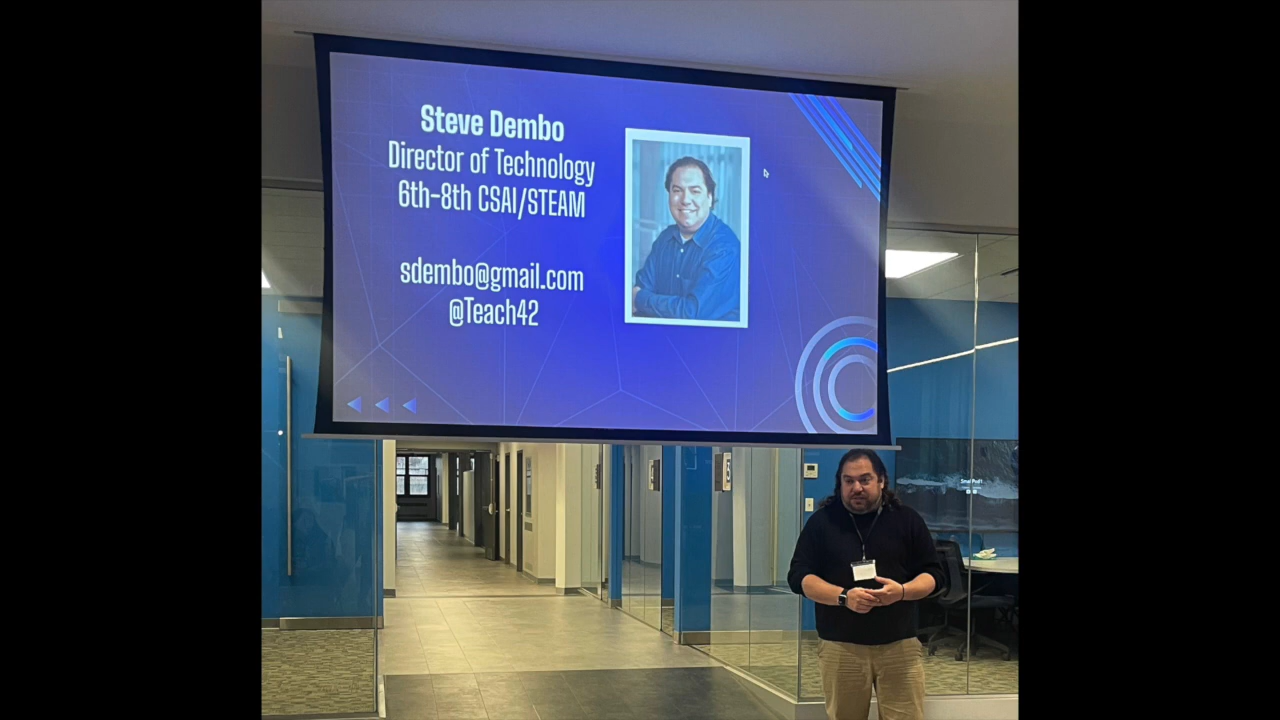 Steve Dembo
Director of Technology
6th-8th CSAI/STEAM
sdembo@gmail.com
@Teach42